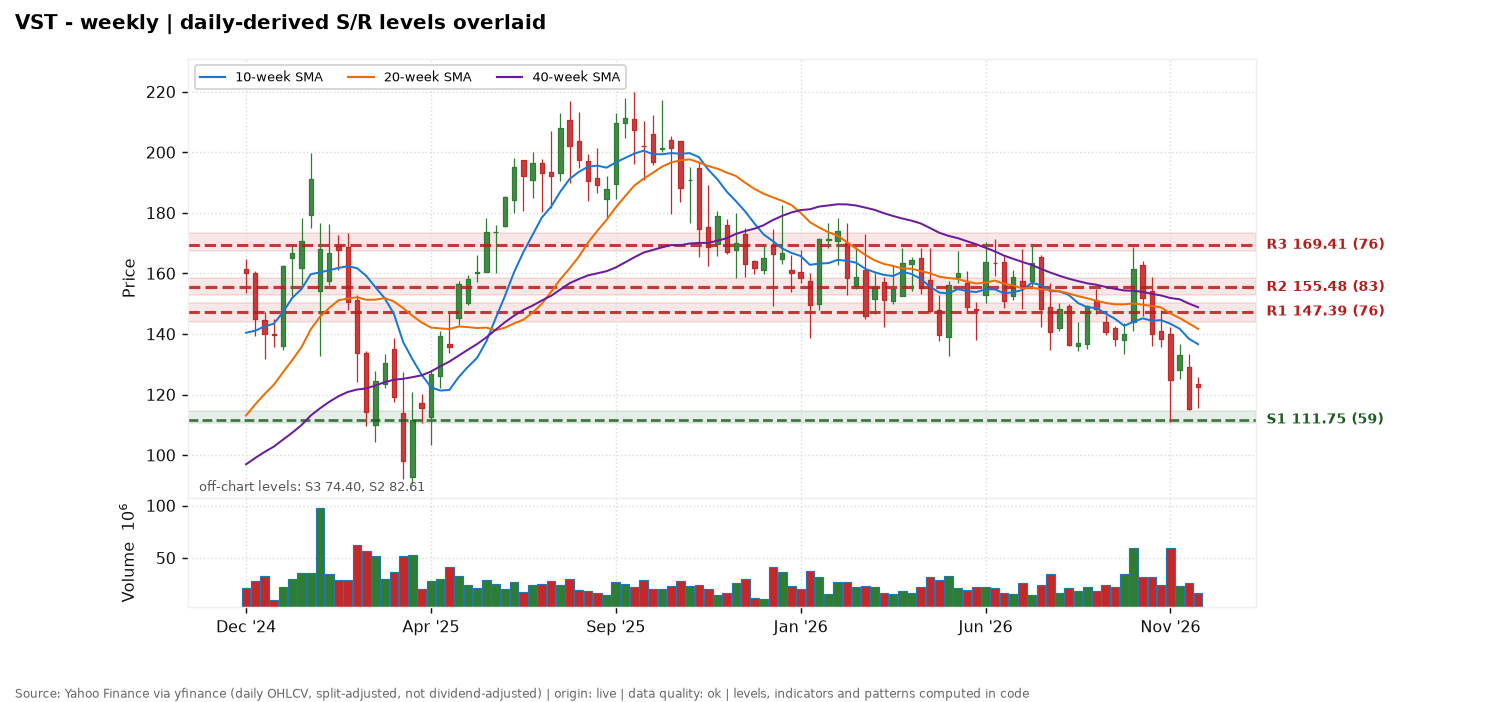 VST - weekly | daily-derived S/R levels overlaid
10-week SMA 20-week SMA 40-week SMA
Price
220
200
180
160
140
120
100
R3 169.41 (76)
R2 155.48 (83)
R1 147.39 (76)
S1 111.75 (59)
off-chart levels: S3 74.40, S2 82.61
Volume 10⁶
100
50
Dec '24 Apr '25 Sep '25 Jan '26 Jun '26 Nov '26
Source: Yahoo Finance via yfinance (daily OHLCV, split-adjusted, not dividend-adjusted) | origin: live | data quality: ok | levels, indicators and patterns computed in code